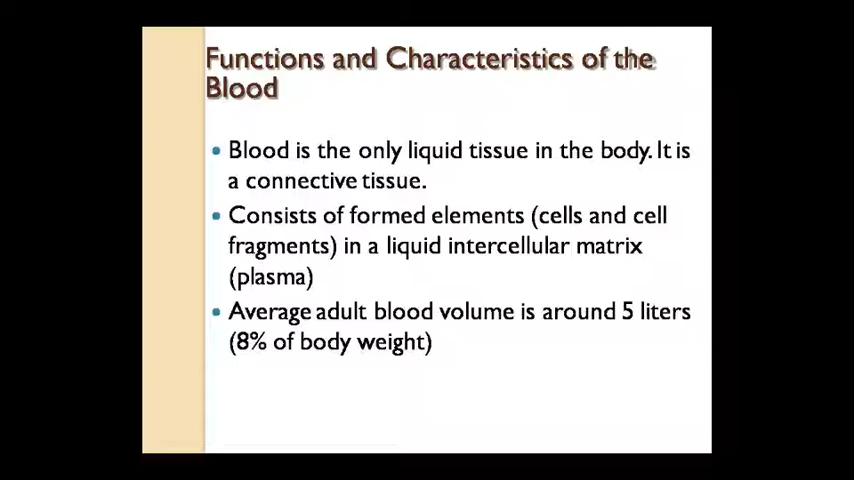 Functions and Characteristics of the
Blood
• Blood is the only liquid tissue in the body. It is
a connective tissue.
• Consists of formed elements (cells and cell
fragments) in a liquid intercellular matrix
(plasma)
• Average adult blood volume is around 5 liters
(8% of body weight)